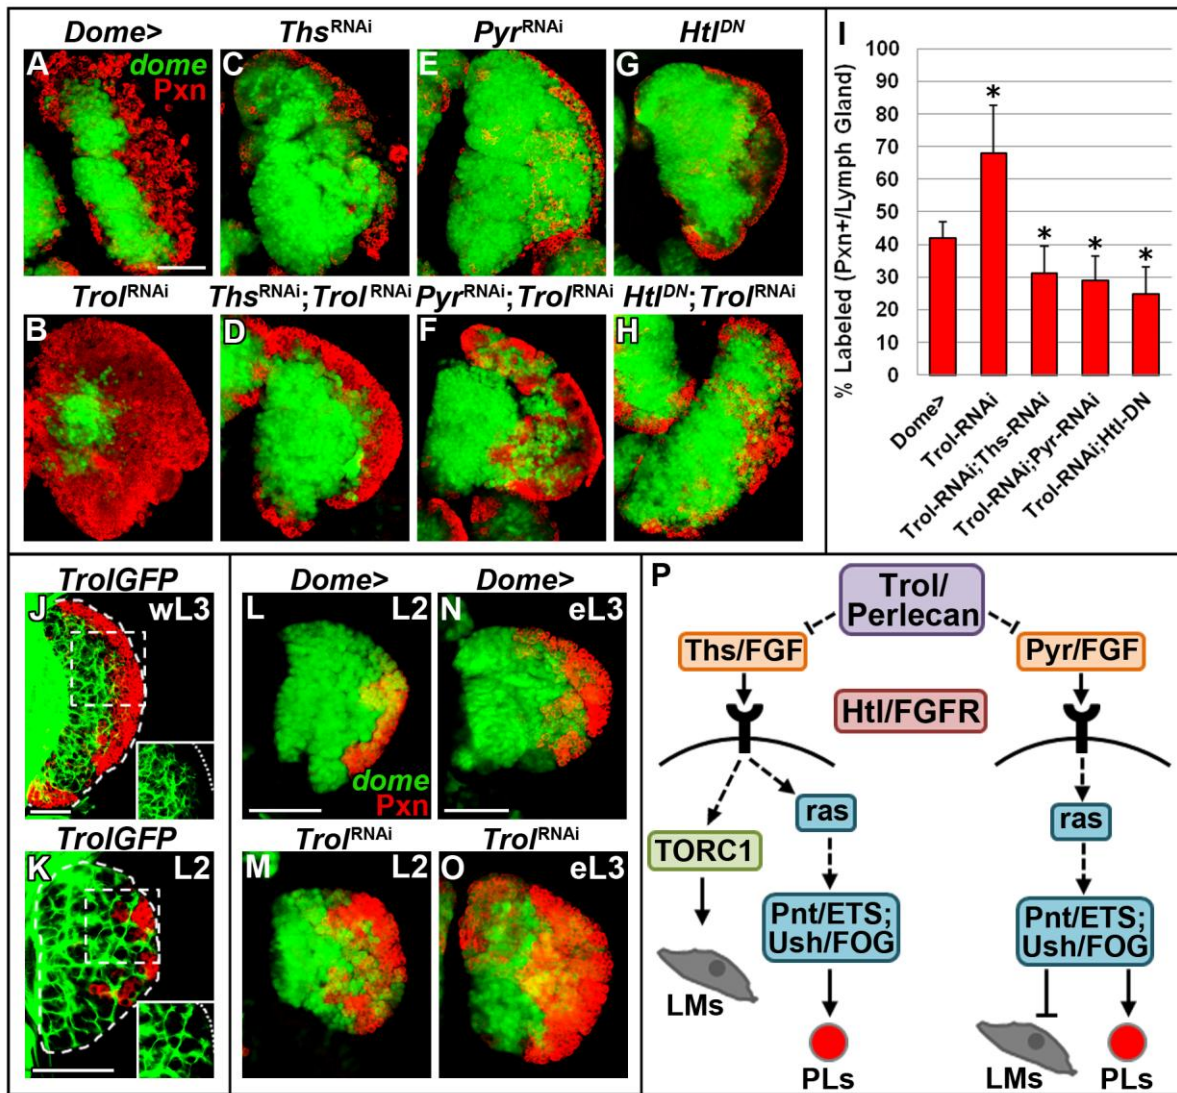 Dome>
Ths^RNAi
Pyr^RNAi
Htl^DN
A
dome
Pxn
C
E
G
Trol^RNAi
Ths^RNAi;Trol^RNAi
Pyr^RNAi;Trol^RNAi
Htl^DN;Trol^RNAi
B
D
F
H
I
% Labeled (Pxn+/Lymph Gland)
100
90
80
70
60
50
40
30
20
10
0
*
*
*
*
Dome>
Trol-RNAi
Trol-RNAi;Ths-RNAi
Trol-RNAi;Pyr-RNAi
Trol-RNAi;Htl-DN
TrolGFP
J
wL3
TrolGFP
K
L2
Dome>
L
L2
dome
Pxn
Dome>
N
eL3
Trol^RNAi
M
L2
Trol^RNAi
O
eL3
P
Trol/
Perlecan
Ths/FGF
Pyr/FGF
Htl/FGFR
TORC1
ras
ras
Pnt/ETS;
Ush/FOG
Pnt/ETS;
Ush/FOG
LMs
PLs
LMs
PLs